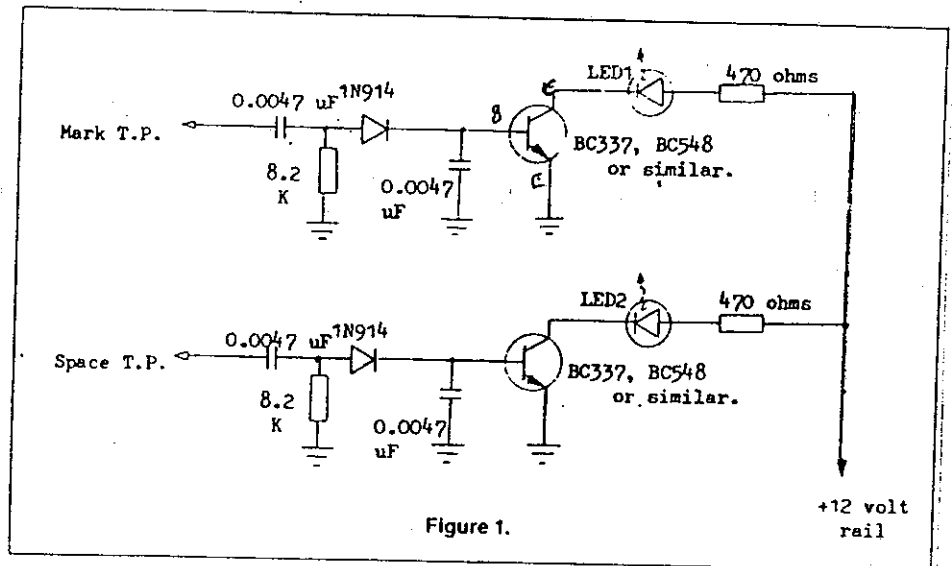 LED1
470 ohms
0.0047 uF 1N914
Mark T.P.
8
BC337, BC548
or similar.
8.2
K
0.0047
uF
LED2
470 ohms
0.0047 uF 1N914
Space T.P.
BC337, BC548
or similar.
8.2
K
0.0047
uF
+12 volt
rail
Figure 1.